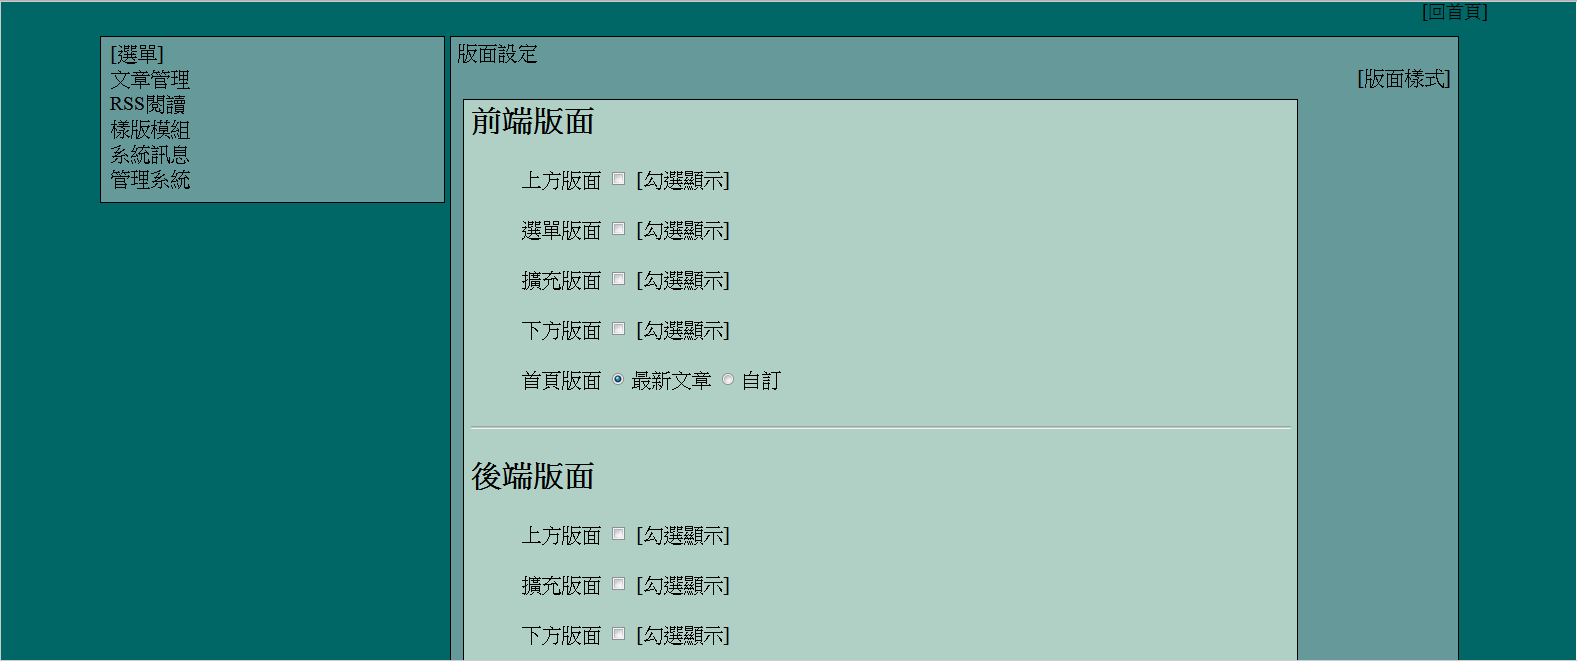 [回首頁]
[選單]
文章管理
RSS閱讀
樣版模組
系統訊息
管理系統
版面設定
[版面樣式]
前端版面
上方版面 [勾選顯示]
選單版面 [勾選顯示]
擴充版面 [勾選顯示]
下方版面 [勾選顯示]
首頁版面 最新文章 自訂
後端版面
上方版面 [勾選顯示]
擴充版面 [勾選顯示]
下方版面 [勾選顯示]